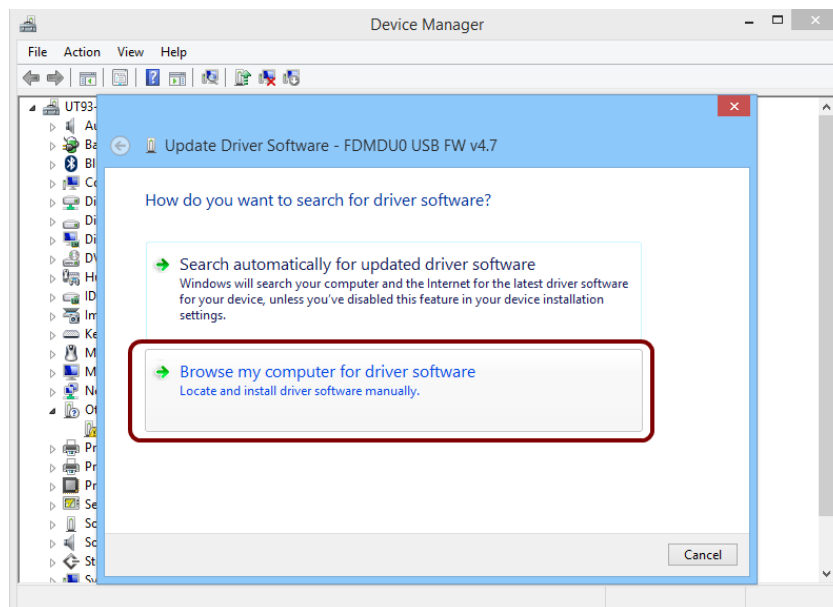 Device Manager
File Action View Help
UT93-
Update Driver Software - FDMDU0 USB FW v4.7
How do you want to search for driver software?
Search automatically for updated driver software
Windows will search your computer and the Internet for the latest driver software
for your device, unless you've disabled this feature in your device installation
settings.
Browse my computer for driver software
Locate and install driver software manually.
Cancel